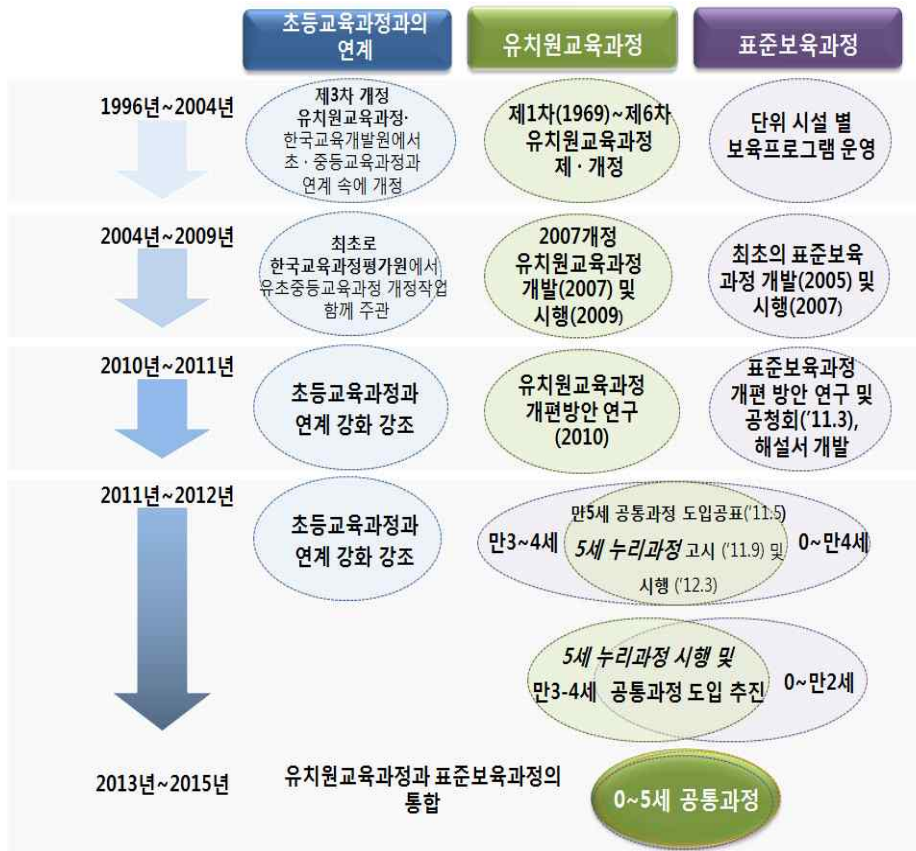 초등교육과정과의
연계
유치원교육과정
표준보육과정
1996년~2004년
제3차 개정
유치원교육과정·
한국교육개발원에서
초·중등교육과정과
연계 속에 개정
제1차(1969)~제6차
유치원교육과정
제·개정
단위 시설 별
보육프로그램 운영
2004년~2009년
최초로
한국교육과정평가원에서
유초중등교육과정 개정작업
함께 주관
2007개정
유치원교육과정
개발(2007) 및
시행(2009)
최초의 표준보육
과정 개발(2005) 및
시행(2007)
2010년~2011년
초등교육과정과
연계 강화 강조
유치원교육과정
개편방안 연구
(2010)
표준보육과정
개편 방안 연구 및
공청회('11.3),
해설서 개발
2011년~2012년
초등교육과정과
연계 강화 강조
만3~4세
만5세 공통과정 도입공표('11.5)
5세 누리과정 고시 ('11.9) 및
시행 ('12.3)
0~만4세
5세 누리과정 시행 및
만3-4세 공통과정 도입 추진
0~만2세
2013년~2015년
유치원교육과정과 표준보육과정의
통합
0~5세 공통과정